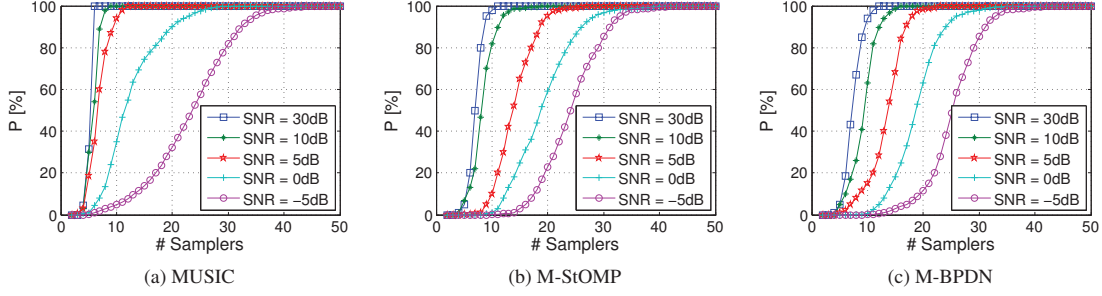 100
80
60
40
20
0
P [%]
0 10 20 30 40 50
# Samplers
SNR = 30dB
SNR = 10dB
SNR = 5dB
SNR = 0dB
SNR = −5dB
(a) MUSIC
100
80
60
40
20
0
P [%]
0 10 20 30 40 50
# Samplers
SNR = 30dB
SNR = 10dB
SNR = 5dB
SNR = 0dB
SNR = −5dB
(b) M-StOMP
100
80
60
40
20
0
P [%]
0 10 20 30 40 50
# Samplers
SNR = 30dB
SNR = 10dB
SNR = 5dB
SNR = 0dB
SNR = −5dB
(c) M-BPDN